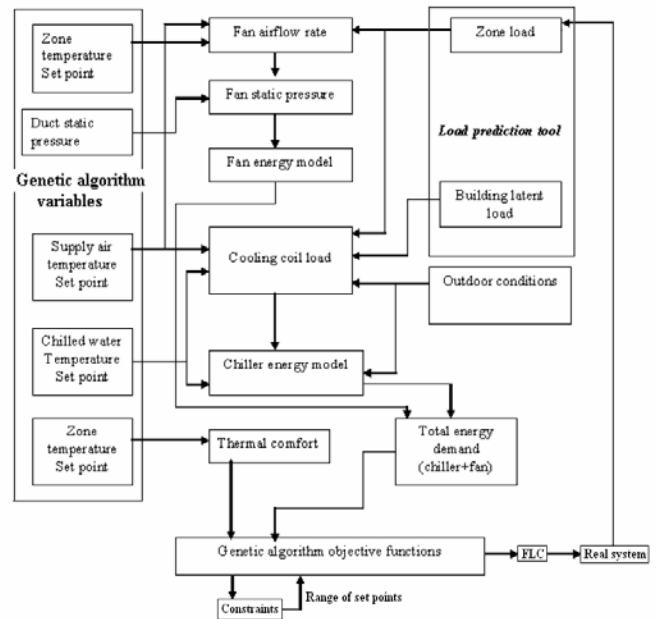 Zone
temperature
Set point
Duct static
pressure
Genetic algorithm
variables
Supply air
temperature
Set point
Chilled water
Temperature
Set point
Zone
temperature
Set point
Fan airflow rate
Fan static pressure
Fan energy model
Cooling coil load
Chiller energy model
Thermal comfort
Zone load
Load prediction tool
Building latent
load
Outdoor conditions
Total energy
demand
(chiller+fan)
Genetic algorithm objective functions
FLC
Real system
Constraints
Range of set points